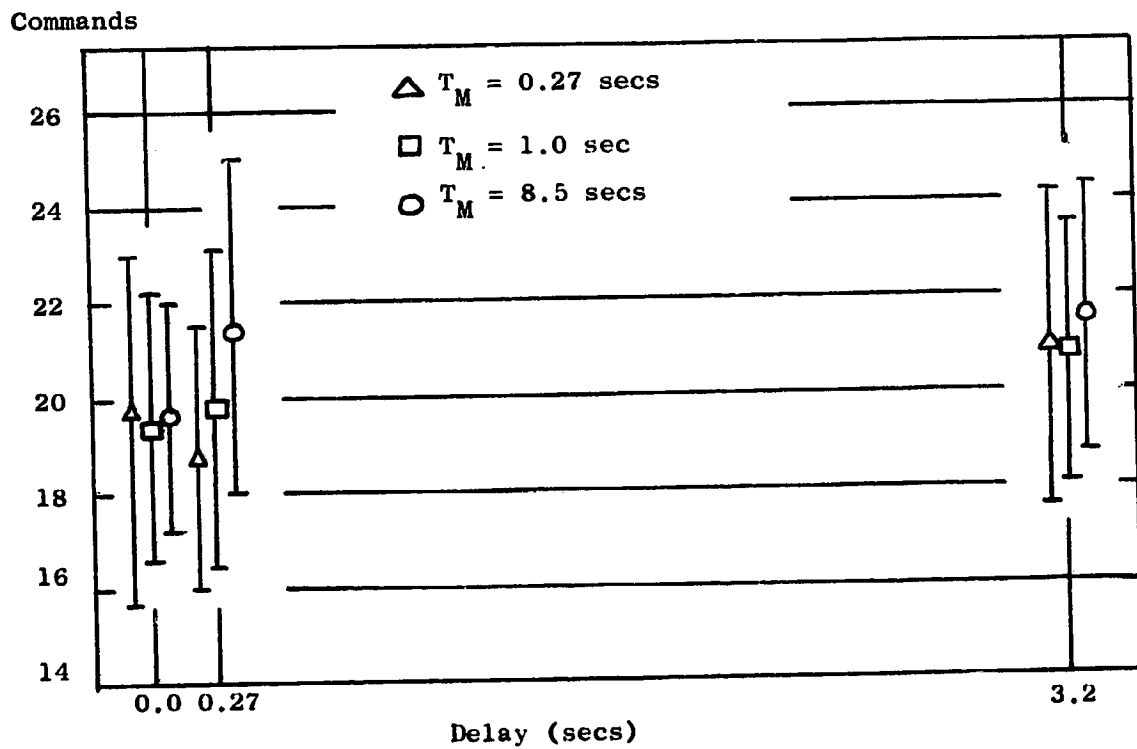 Commands
26
24
22
20
18
16
14
△ T_M = 0.27 secs
□ T_M. = 1.0 sec
○ T_M = 8.5 secs
0.0 0.27 3.2
Delay (secs)